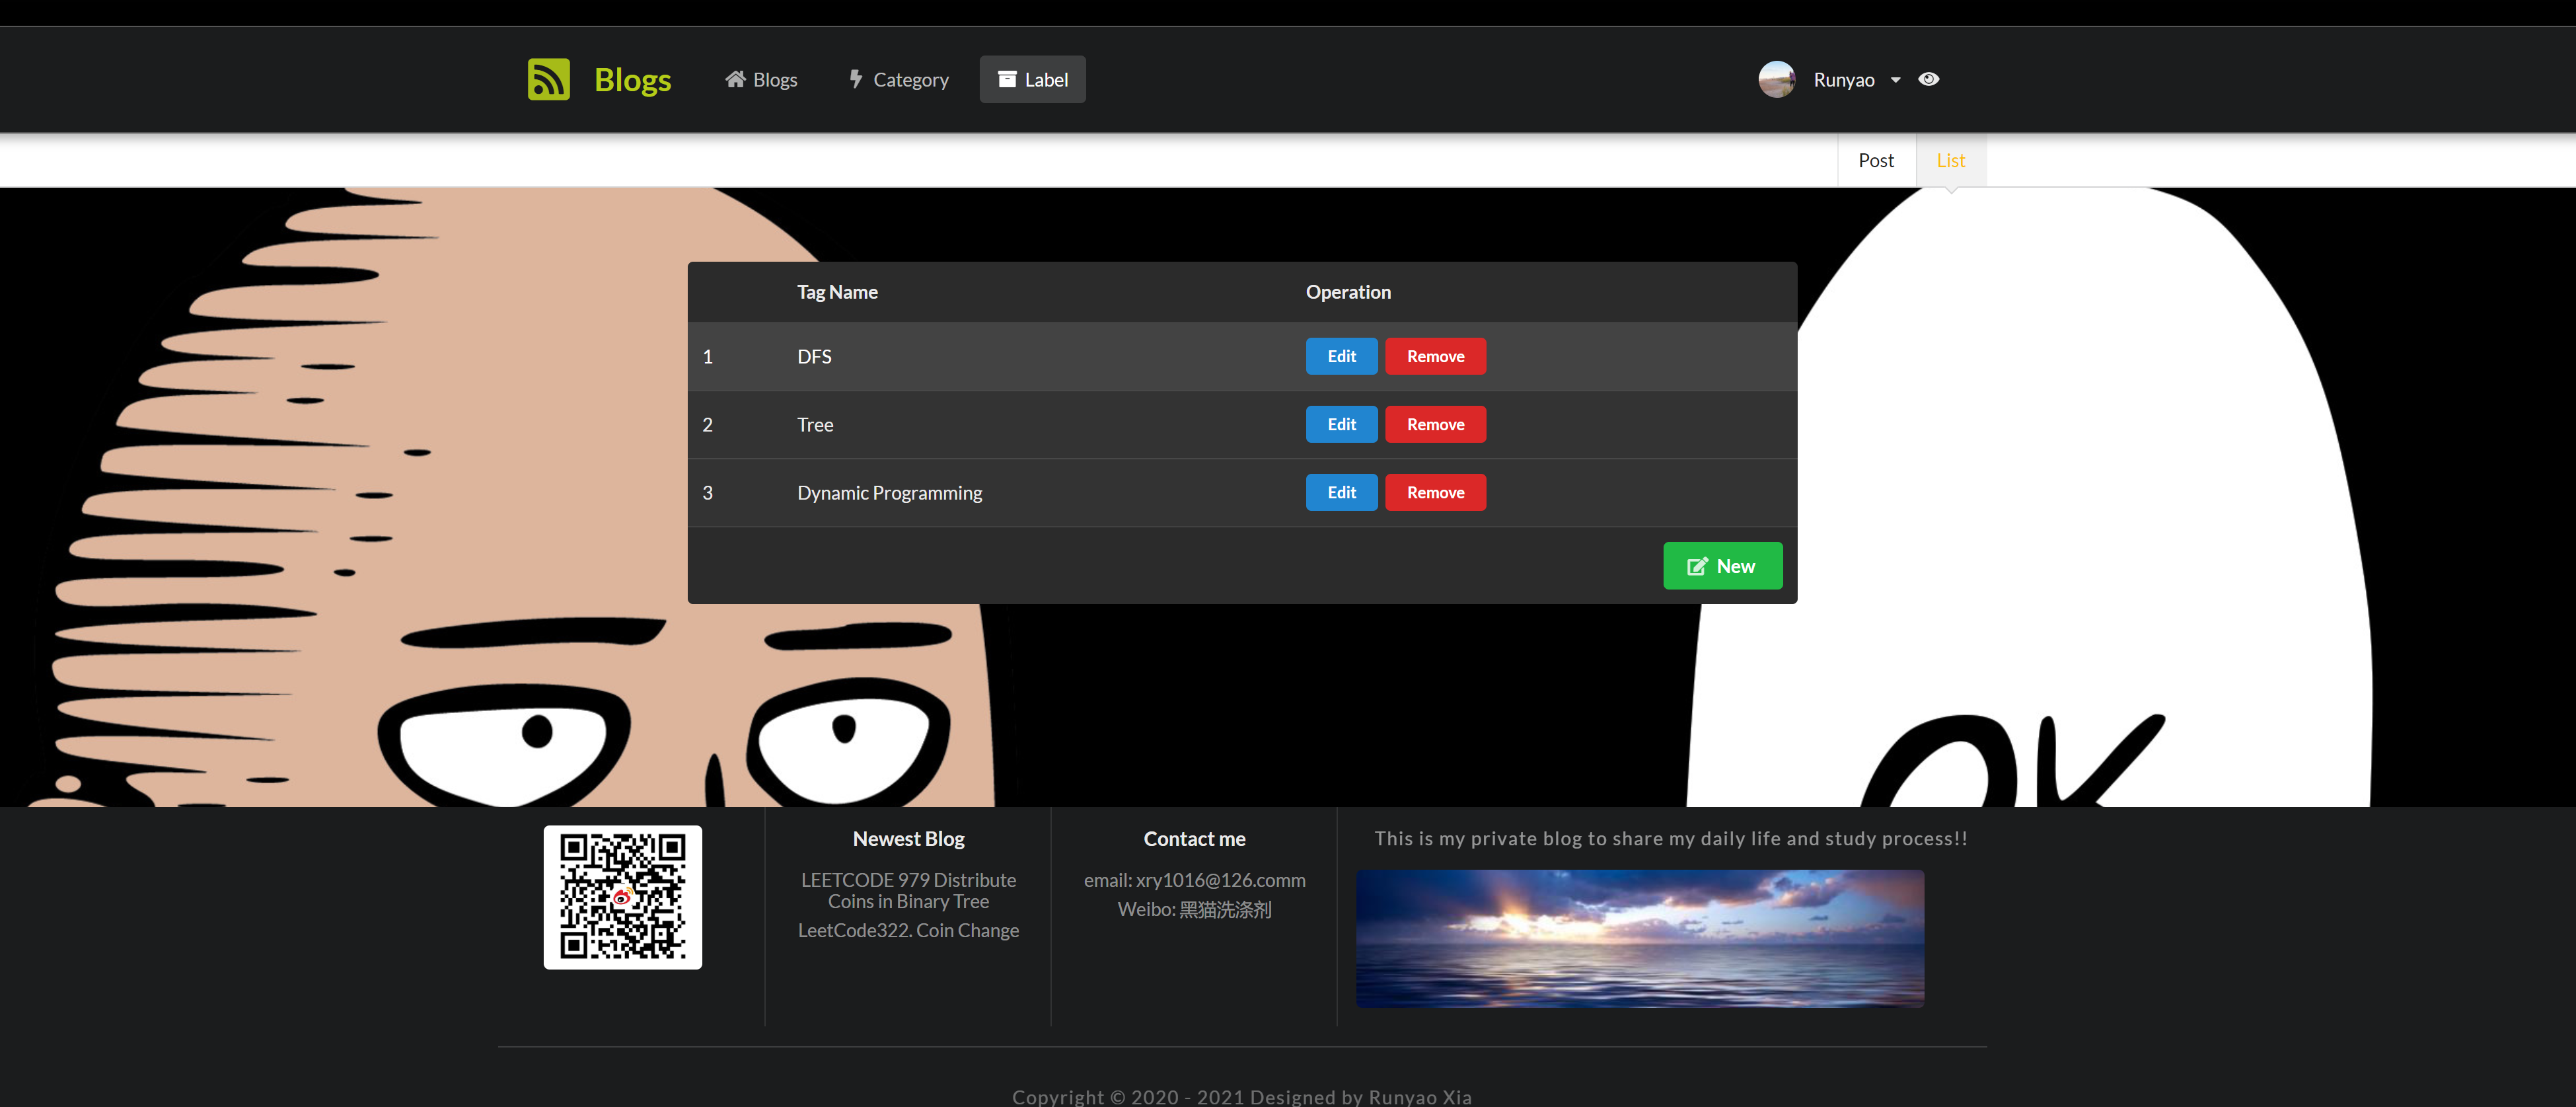 Blogs
Blogs
Category
Label
Runyao
Post
List
Tag Name Operation
1 DFS Edit Remove
2 Tree Edit Remove
3 Dynamic Programming Edit Remove
New
OK
Newest Blog
LEETCODE 979 Distribute
Coins in Binary Tree
LeetCode322. Coin Change
Contact me
email: xry1016@126.comm
Weibo: 黑猫洗涤剂
This is my private blog to share my daily life and study process!!
Copyright © 2020 - 2021 Designed by Runyao Xia